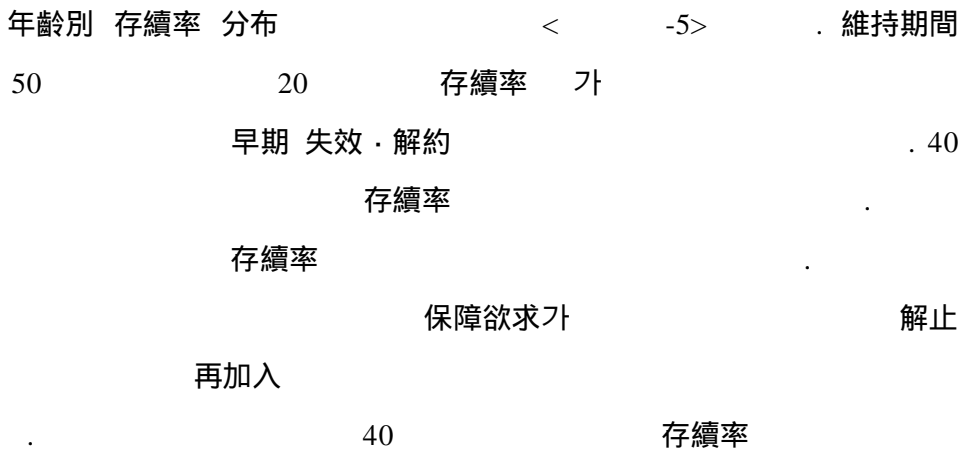 年齡別 存續率 分布 < -5> . 維持期間
50 20 存續率 가
早期 失效 · 解約 . 40
存續率 .
存續率 .
保障欲求가 解止
再加入
. 40 存續率